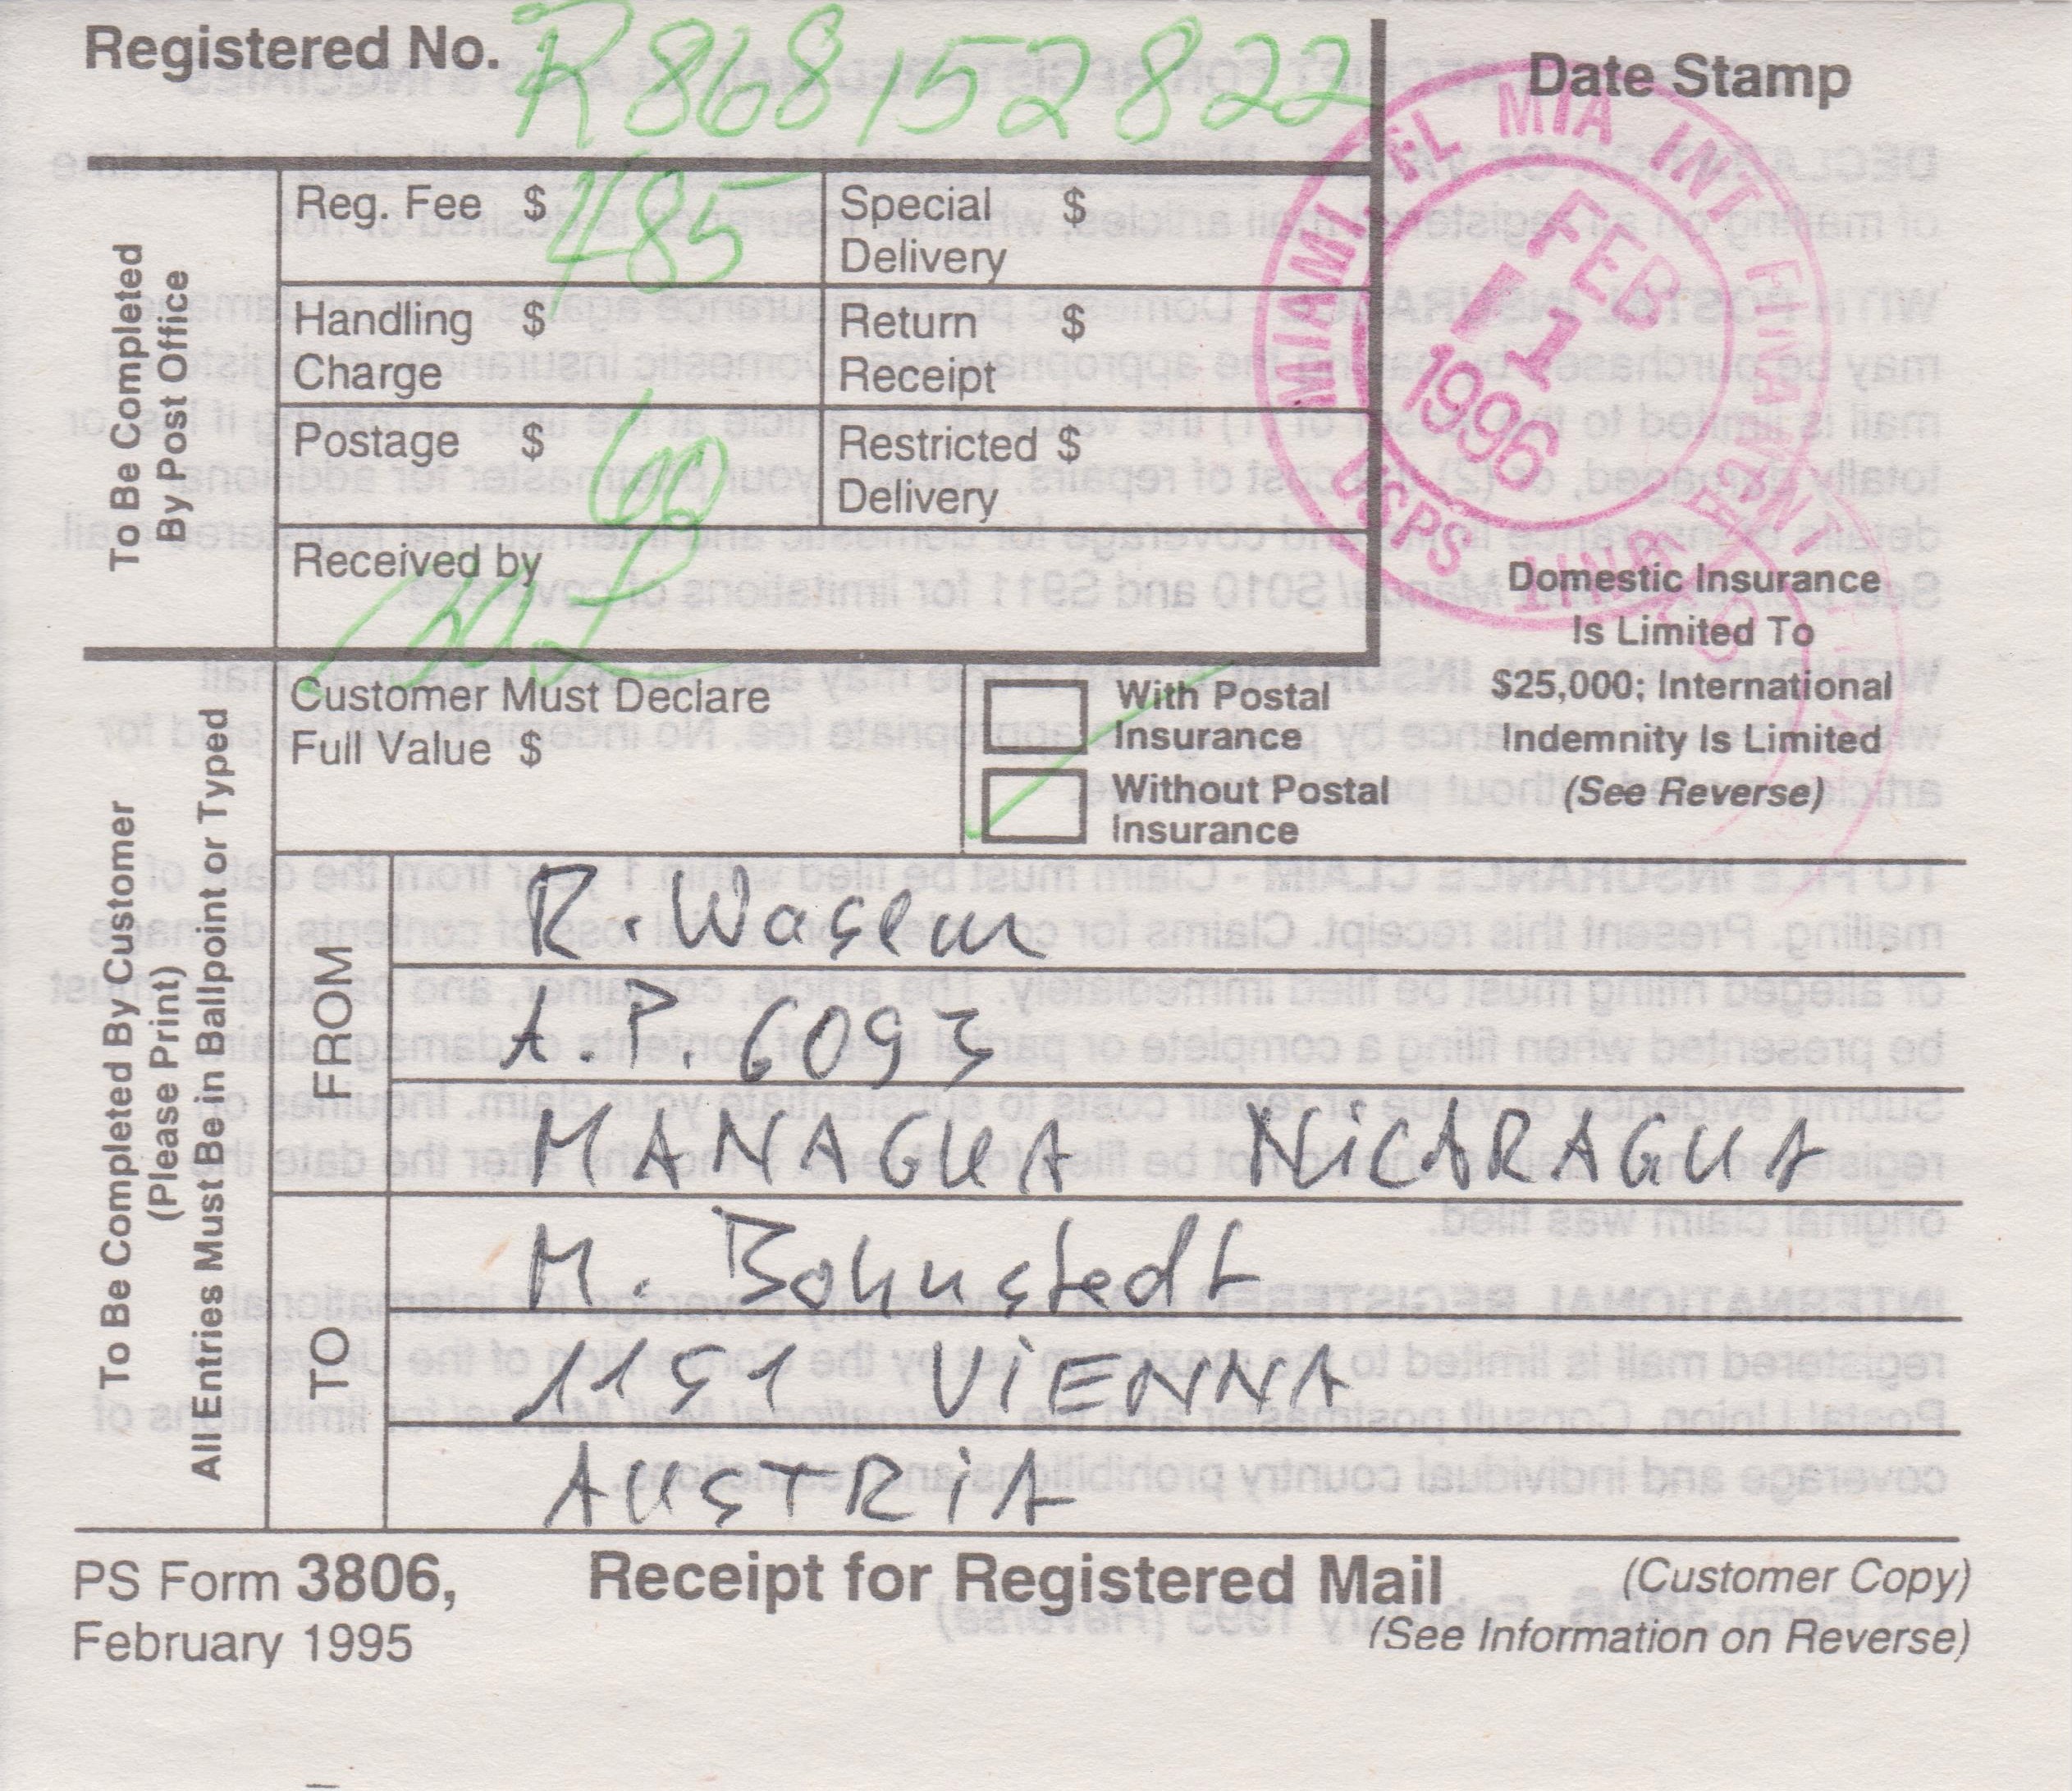 Registered No. R868152822
Date Stamp
MIAMI, FL MIA INT
FEB
1
1996
USPS
To Be Completed
By Post Office
Reg. Fee $ 485
Special $
Delivery
Handling $
Charge
Return $
Receipt
Postage $ 60
Restricted $
Delivery
Received by
Domestic Insurance
Is Limited To
$25,000; International
Indemnity Is Limited
(See Reverse)
To Be Completed By Customer
(Please Print)
All Entries Must Be in Ballpoint or Typed
Customer Must Declare
Full Value $
With Postal
Insurance
Without Postal
Insurance
FROM
R. Wasem
A.P. 6093
MANAGUA NiCARAGUA
TO
M. Bohnstedt
1151 ViENNA
AUSTRiA
PS Form 3806,
February 1995
Receipt for Registered Mail
(Customer Copy)
(See Information on Reverse)